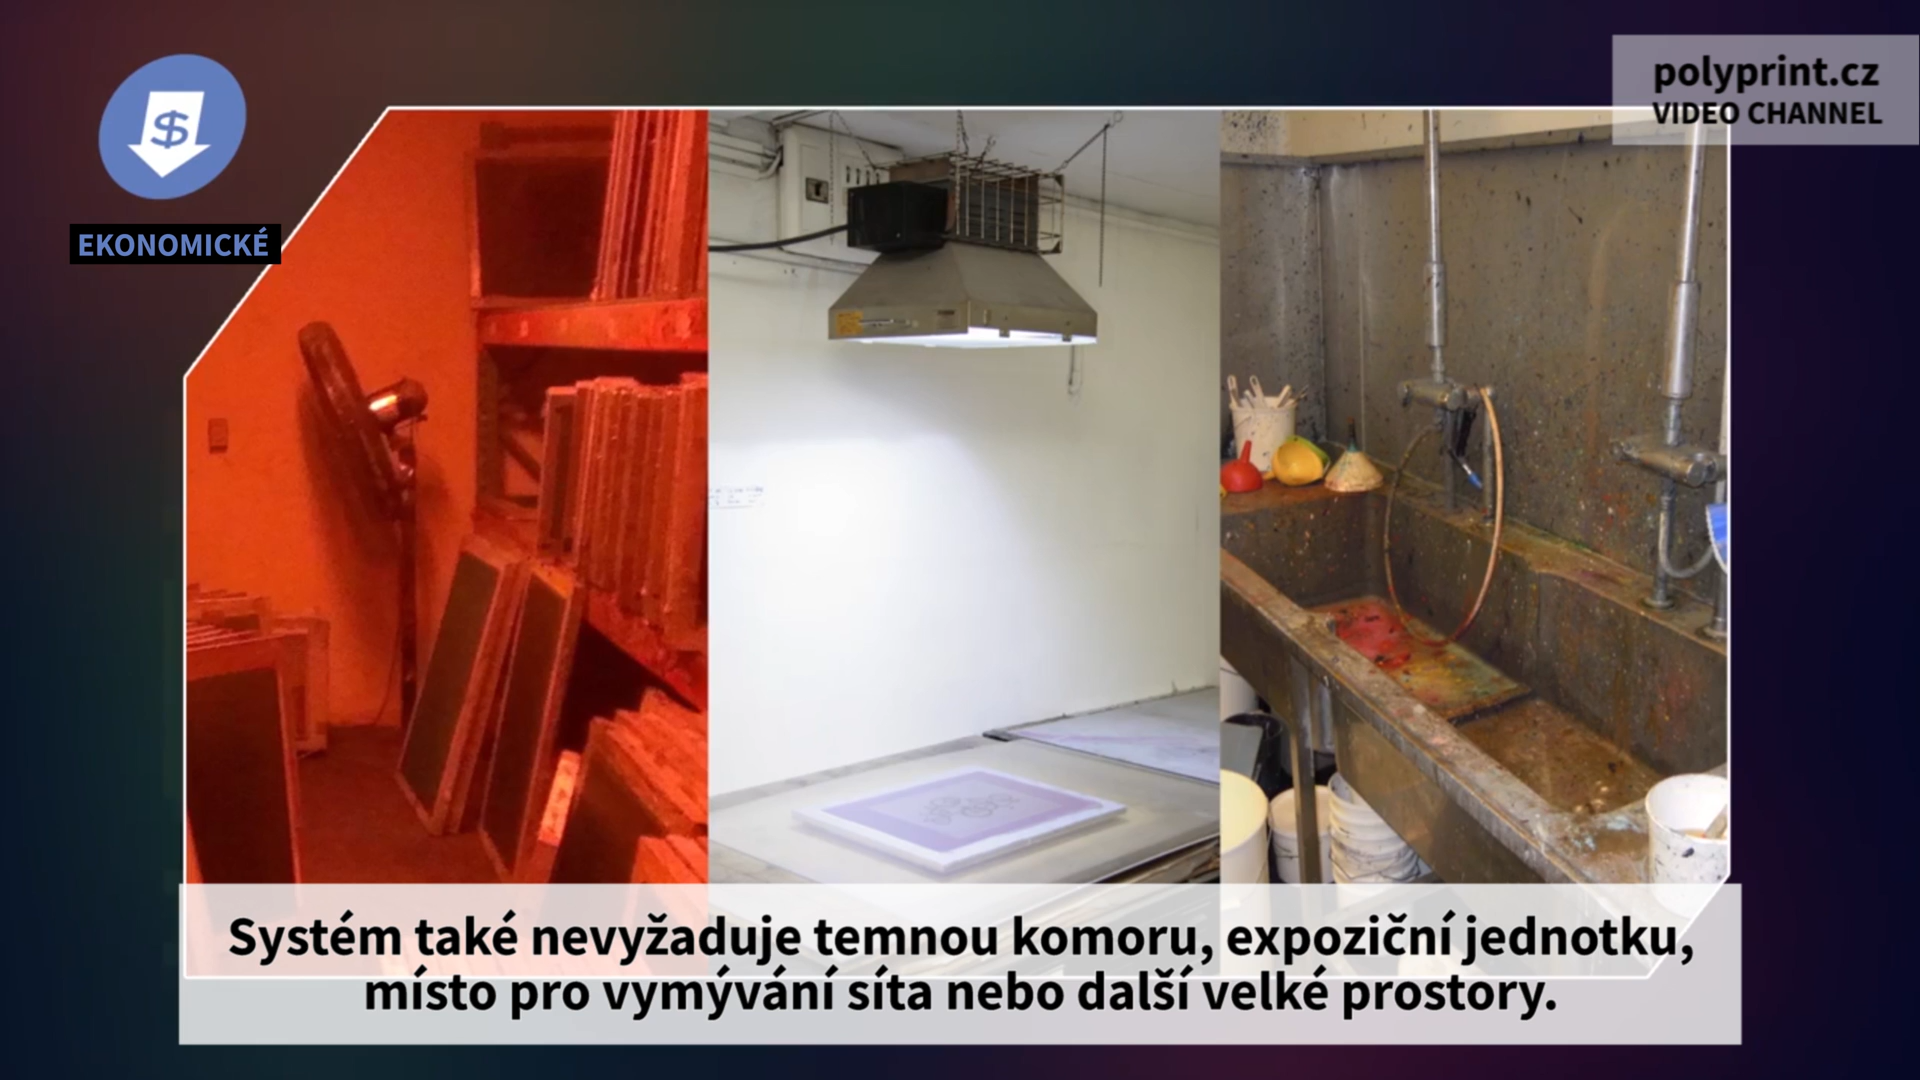 polyprint.cz
VIDEO CHANNEL
$
EKONOMICKÉ
Systém také nevyžaduje temnou komoru, expoziční jednotku,
místo pro vymývání síta nebo další velké prostory.